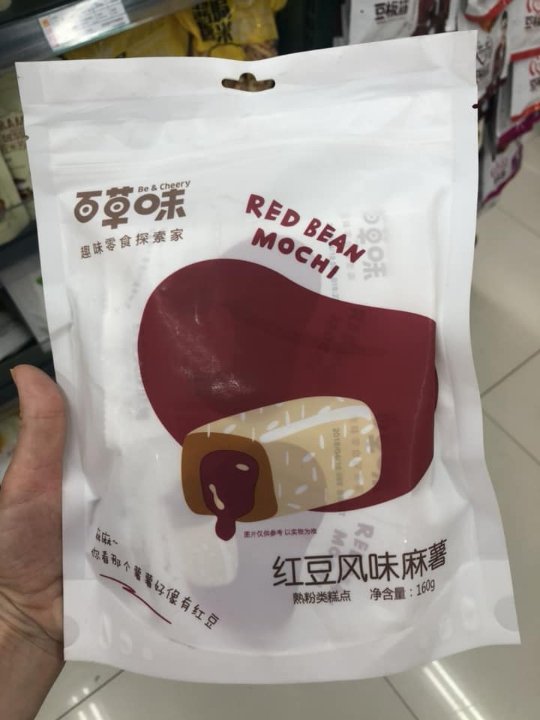 Be & Cheery
百草味
趣味零食探索家
RED BEAN
MOCHI
图片仅供参考 以实物为准
麻麻~
你看那个薯薯好像有红豆
红豆风味麻薯
熟粉类糕点 净含量：160g